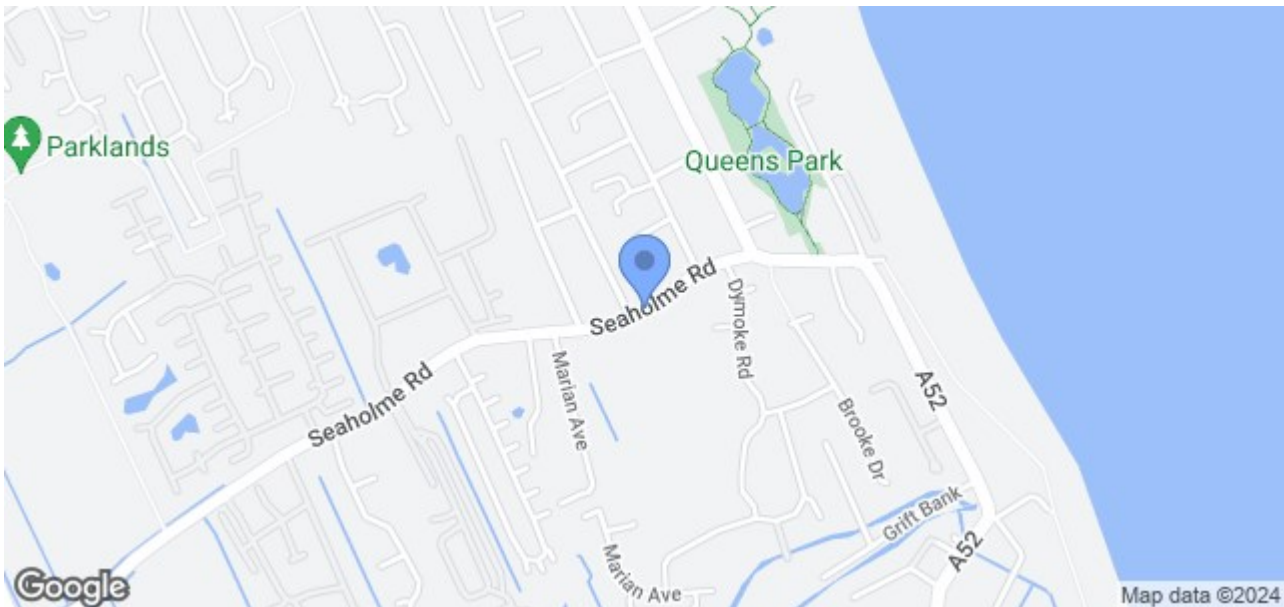 Parklands
Queens Park
Seaholme Rd
Dymoke Rd
Seaholme Rd
Marian Ave
A52
Brooke Dr
Grift Bank
A52
Marian Ave
Google
Map data ©2024